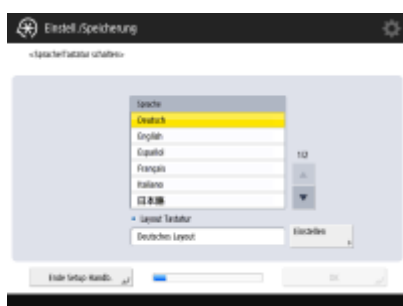 Einstell./Speicherung
<Sprache/Tastatur schalten>
Sprache
Deutsch
English
Español
Français
Italiano
日本語
1/2
Layout Tastatur
Deutsches Layout
Einstellen
Ende Setup-Handb.
OK